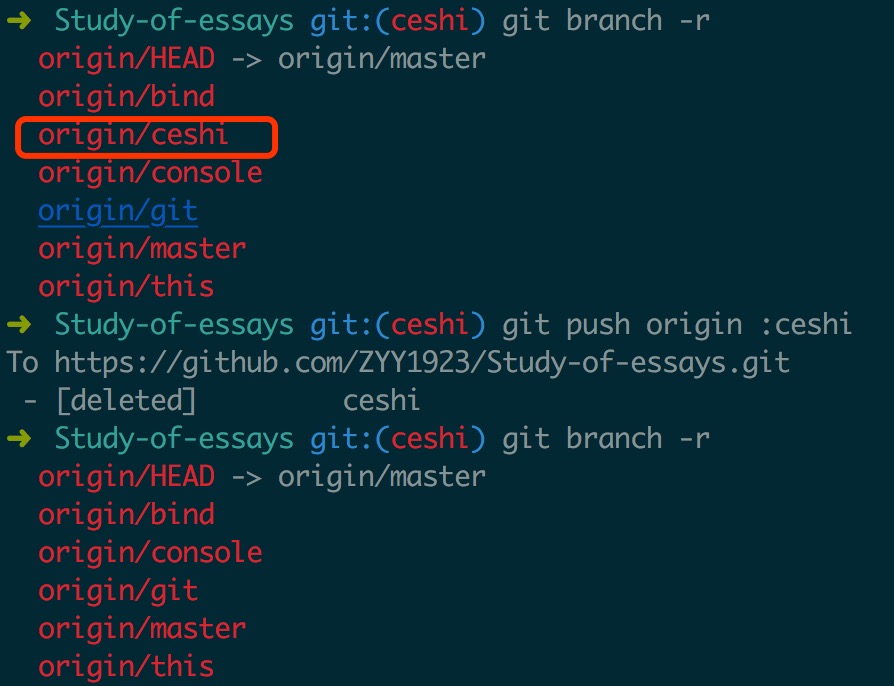 ➜ Study-of-essays git:(ceshi) git branch -r
origin/HEAD -> origin/master
origin/bind
origin/ceshi
origin/console
origin/git
origin/master
origin/this
➜ Study-of-essays git:(ceshi) git push origin :ceshi
To https://github.com/ZYY1923/Study-of-essays.git
- [deleted] ceshi
➜ Study-of-essays git:(ceshi) git branch -r
origin/HEAD -> origin/master
origin/bind
origin/console
origin/git
origin/master
origin/this